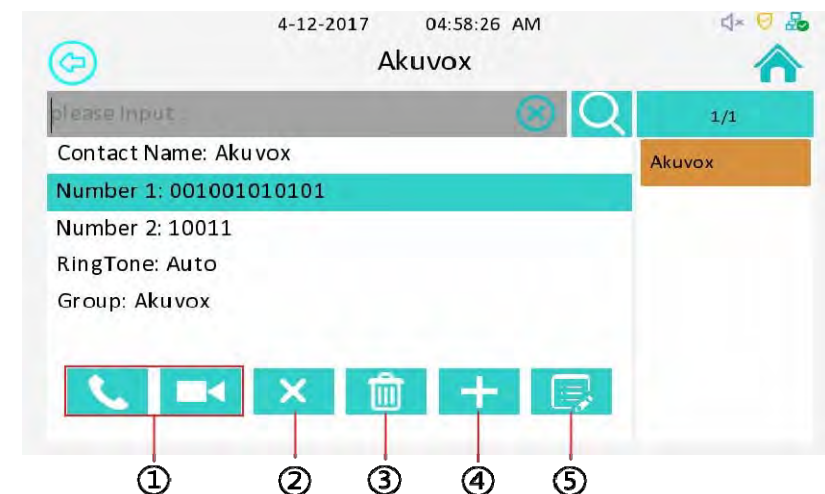 4-12-2017 04:58:26 AM
Akuvox
please Input
1/1
Contact Name: Akuvox
Akuvox
Number 1: 001001010101
Number 2: 10011
RingTone: Auto
Group: Akuvox
① ② ③ ④ ⑤